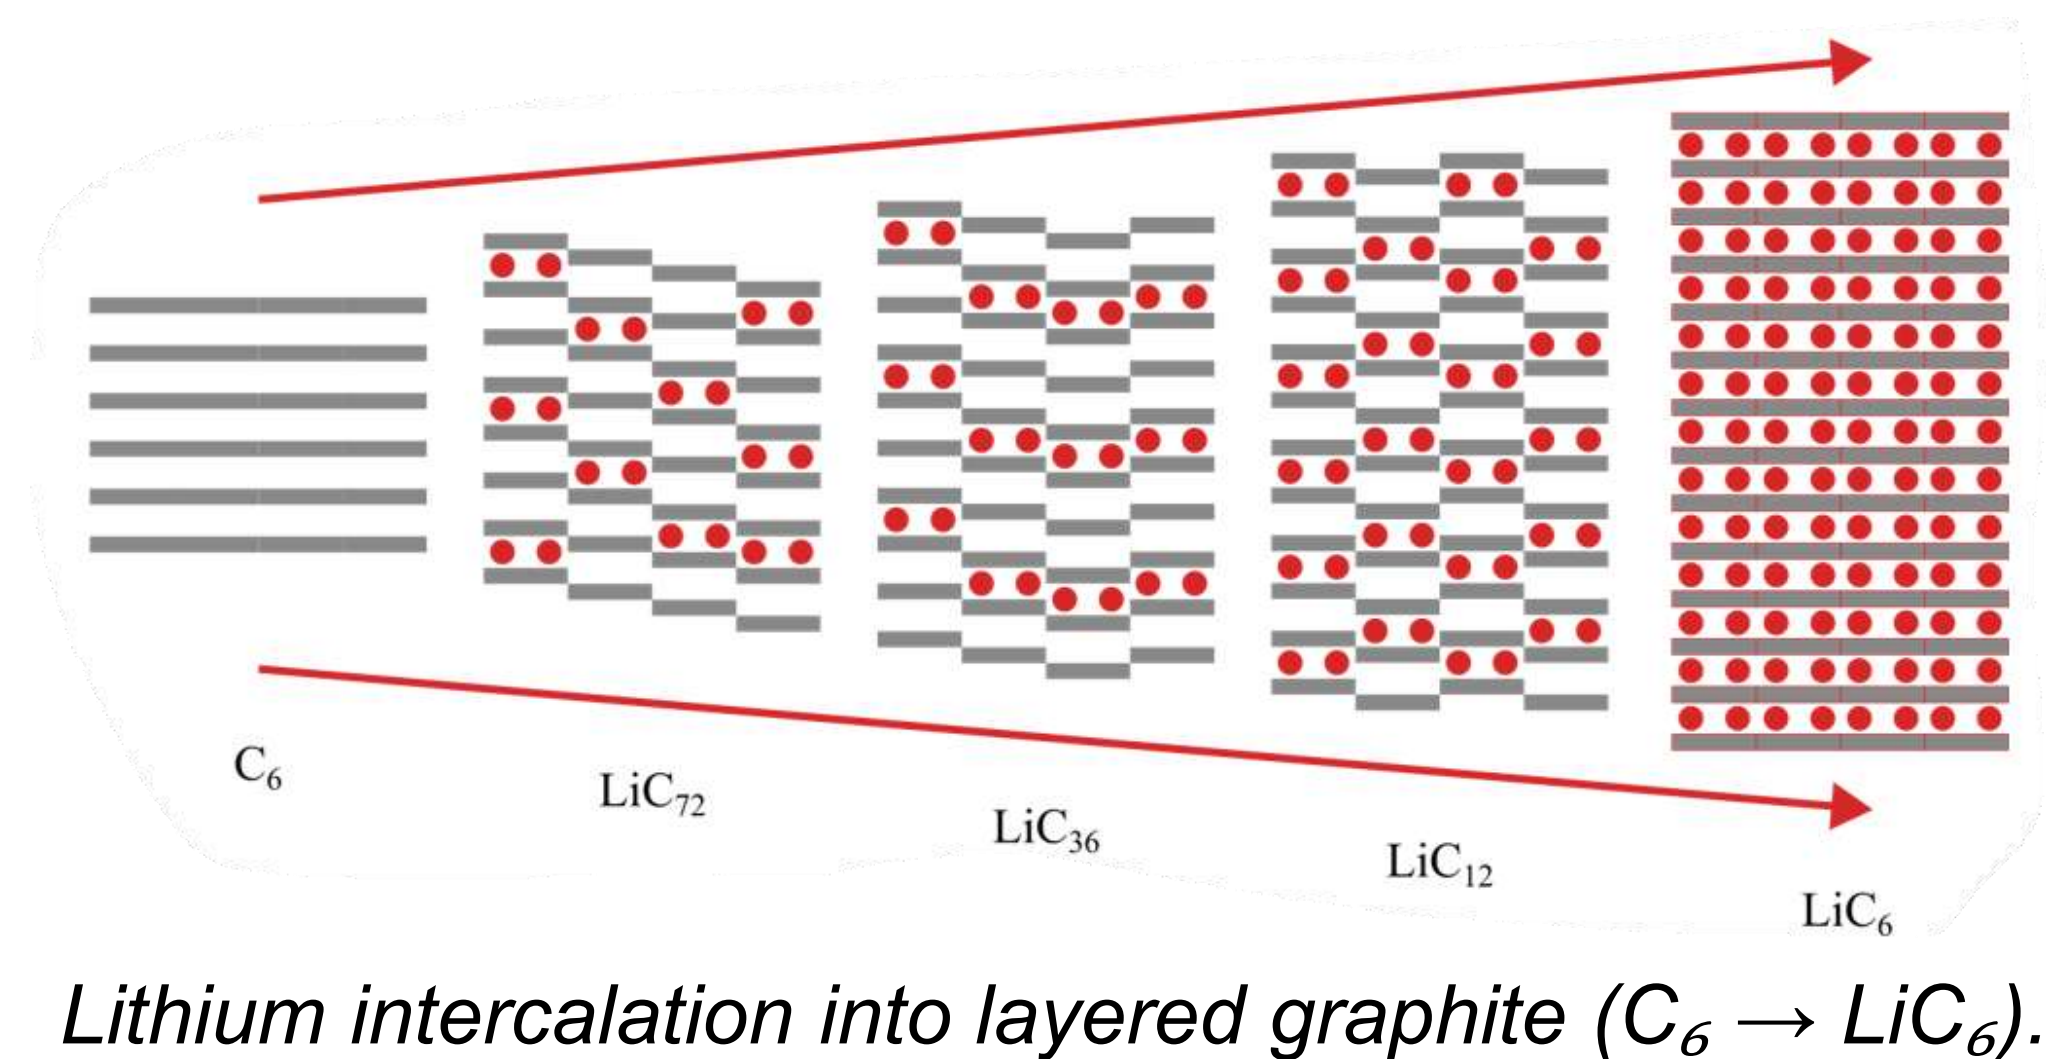 C₆
LiC₇₂
LiC₃₆
LiC₁₂
LiC₆
Lithium intercalation into layered graphite (C₆ → LiC₆).